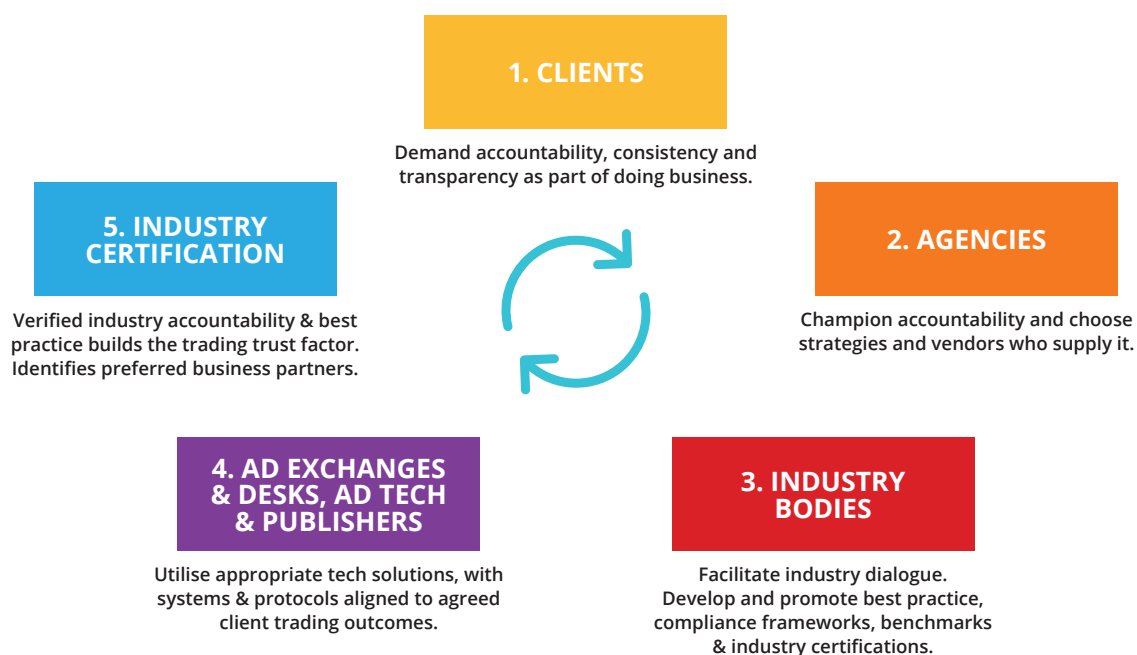 1. CLIENTS
Demand accountability, consistency and
transparency as part of doing business.
2. AGENCIES
Champion accountability and choose
strategies and vendors who supply it.
3. INDUSTRY
BODIES
Facilitate industry dialogue.
Develop and promote best practice,
compliance frameworks, benchmarks
& industry certifications.
4. AD EXCHANGES
& DESKS, AD TECH
& PUBLISHERS
Utilise appropriate tech solutions, with
systems & protocols aligned to agreed
client trading outcomes.
5. INDUSTRY
CERTIFICATION
Verified industry accountability & best
practice builds the trading trust factor.
Identifies preferred business partners.